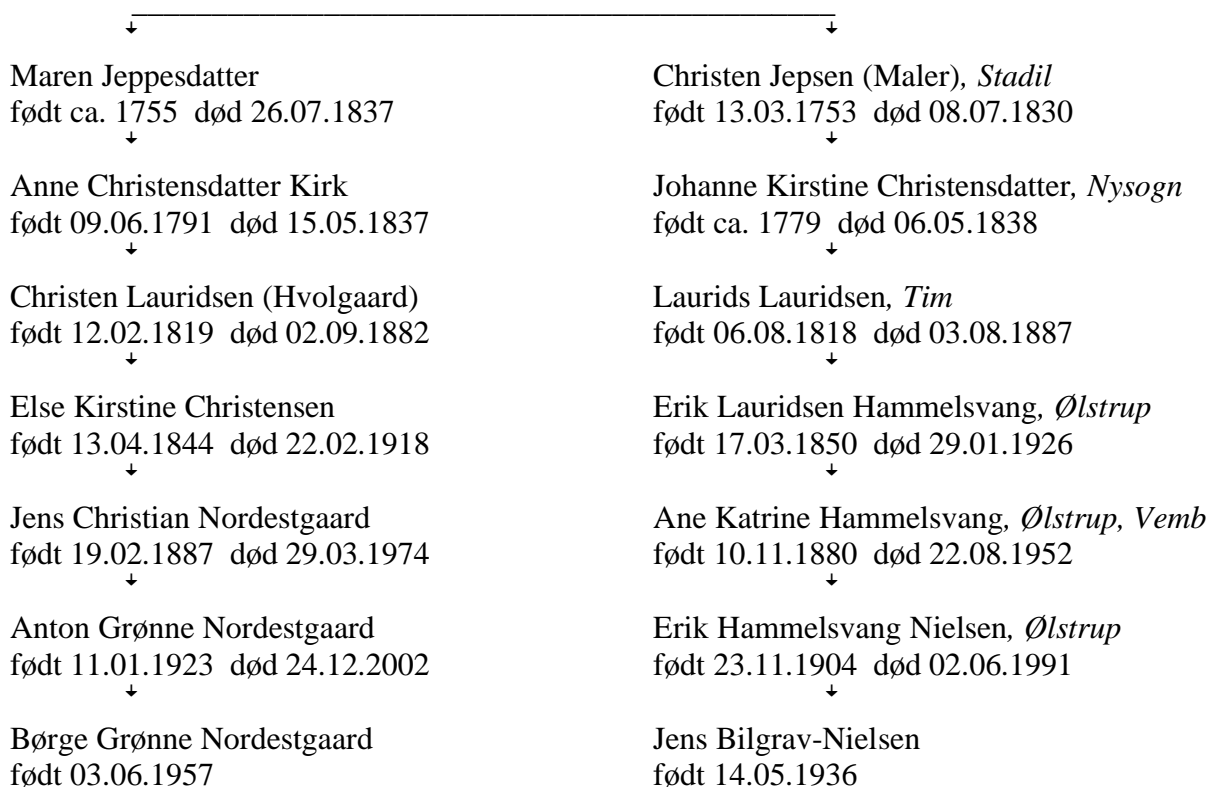 Maren Jeppesdatter
født ca. 1755 død 26.07.1837
Anne Christensdatter Kirk
født 09.06.1791 død 15.05.1837
Christen Lauridsen (Hvolgaard)
født 12.02.1819 død 02.09.1882
Else Kirstine Christensen
født 13.04.1844 død 22.02.1918
Jens Christian Nordestgaard
født 19.02.1887 død 29.03.1974
Anton Grønne Nordestgaard
født 11.01.1923 død 24.12.2002
Børge Grønne Nordestgaard
født 03.06.1957
Christen Jepsen (Maler), Stadil
født 13.03.1753 død 08.07.1830
Johanne Kirstine Christensdatter, Nysogn
født ca. 1779 død 06.05.1838
Laurids Lauridsen, Tim
født 06.08.1818 død 03.08.1887
Erik Lauridsen Hammelsvang, Ølstrup
født 17.03.1850 død 29.01.1926
Ane Katrine Hammelsvang, Ølstrup, Vemb
født 10.11.1880 død 22.08.1952
Erik Hammelsvang Nielsen, Ølstrup
født 23.11.1904 død 02.06.1991
Jens Bilgrav-Nielsen
født 14.05.1936